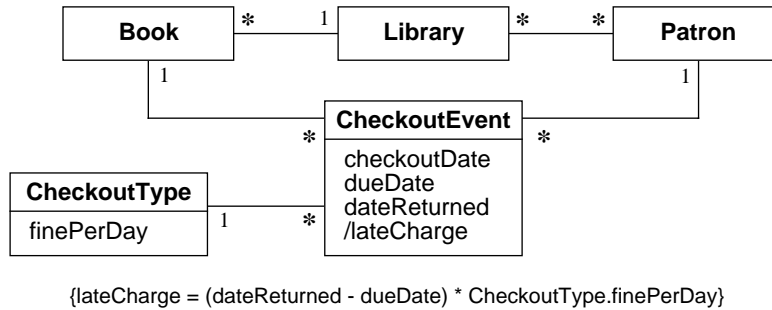 Book * 1 Library * * Patron
1 1
* CheckoutEvent *
checkoutDate
dueDate
dateReturned
/lateCharge
CheckoutType 1 *
finePerDay
{lateCharge = (dateReturned - dueDate) * CheckoutType.finePerDay}